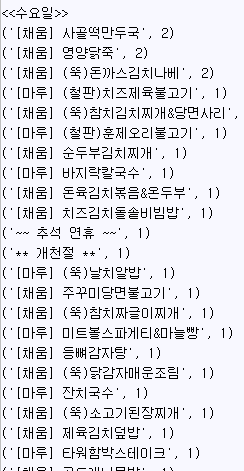 <<수요일>>
('[채움] 사골떡만두국', 2)
('[채움] 영양닭죽', 2)
('[채움] (뚝)돈까스김치나베', 2)
('[마루] (철판)치즈제육불고기', 1)
('[채움] (뚝)참치김치찌개&당면사리',
('[마루] (철판)훈제오리불고기', 1)
('[채움] 순두부김치찌개', 1)
('[마루] 바지락칼국수', 1)
('[채움] 돈육김치볶음&온두부', 1)
('[채움] 치즈김치돌솥비빔밥', 1)
('~~ 추석 연휴 ~~', 1)
('** 개천절 **', 1)
('[마루] (뚝)날치알밥', 1)
('[채움] 주꾸미당면불고기', 1)
('[채움] (뚝)참치짜글이찌개', 1)
('[마루] 미트볼스파게티&마늘빵', 1)
('[채움] 등뼈감자탕', 1)
('[채움] (뚝)닭감자매운조림', 1)
('[마루] 잔치국수', 1)
('[채움] (뚝)소고기된장찌개', 1)
('[채움] 제육김치덮밥', 1)
('[마루] 타워함박스테이크', 1)